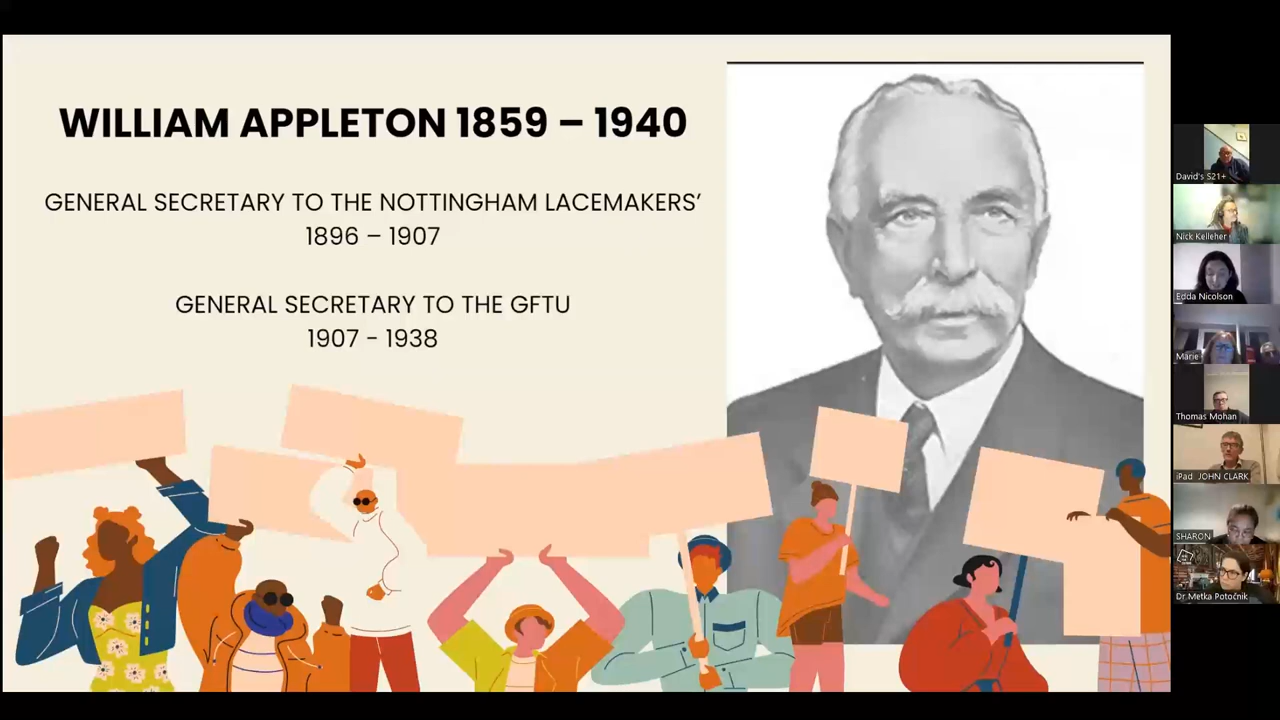 WILLIAM APPLETON 1859 – 1940
GENERAL SECRETARY TO THE NOTTINGHAM LACEMAKERS’
1896 – 1907
GENERAL SECRETARY TO THE GFTU
1907 - 1938
David's S21+
Nick Kelleher
Edda Nicolson
Marie
Thomas Mohan
iPad JOHN CLARK
SHARON
Dr Metka Potočnik